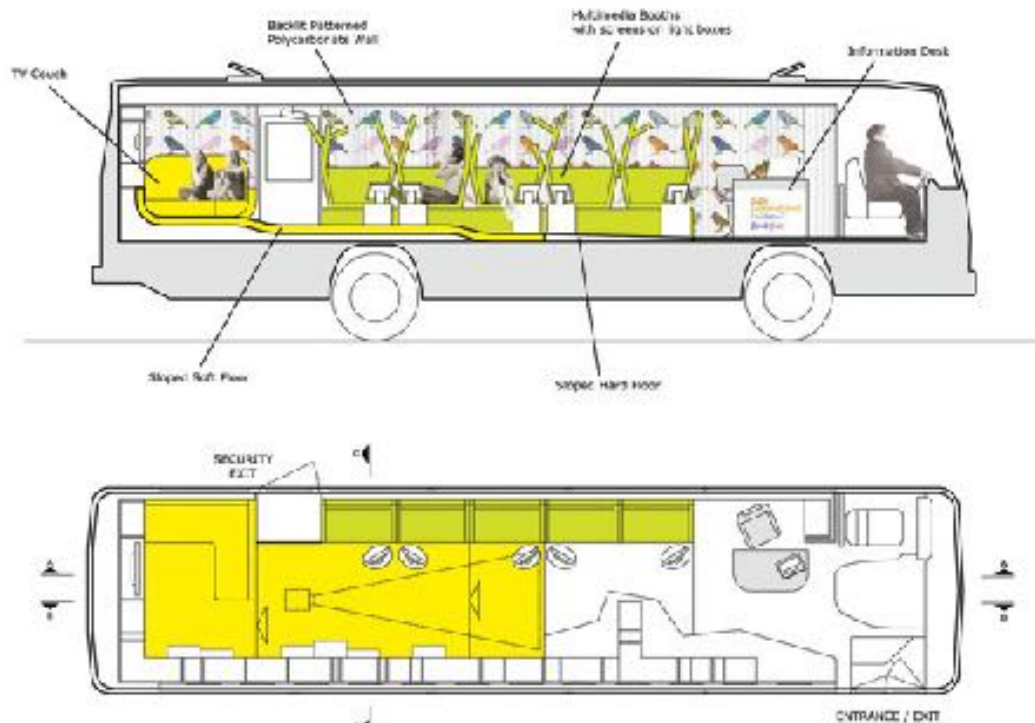 Backlit Patterned
Polycarbonate Wall
Multimedia Booths
with screens on light boxes
Information Desk
TV Couch
Sloped Soft Floor
Sloped Hard Floor
SECURITY
EXIT
C
A
B
A
B
ENTRANCE / EXIT